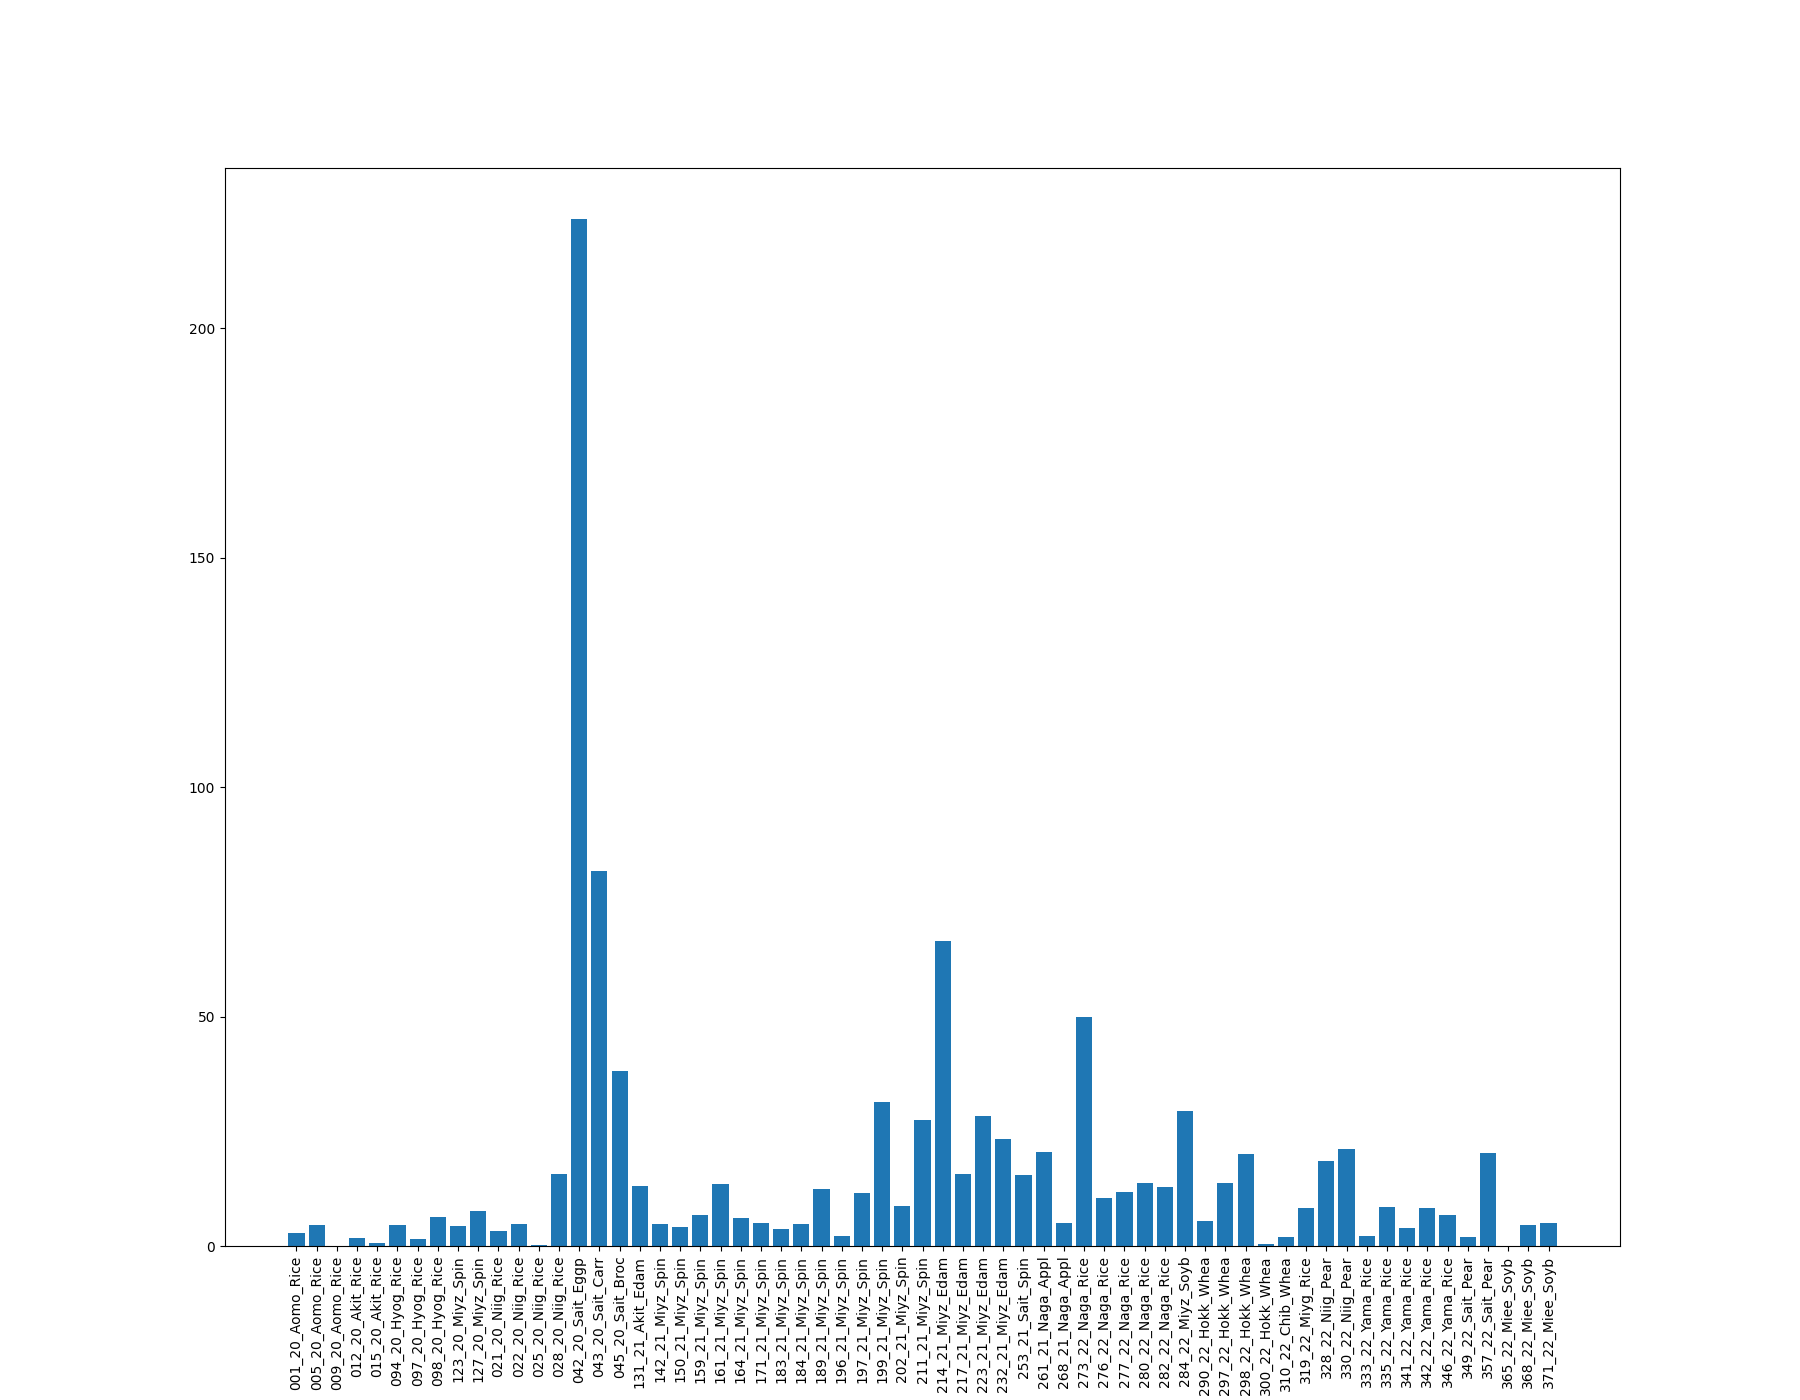 200
150
100
50
0
001_20_Aomo_Rice
005_20_Aomo_Rice
009_20_Aomo_Rice
012_20_Akit_Rice
015_20_Akit_Rice
094_20_Hyog_Rice
097_20_Hyog_Rice
098_20_Hyog_Rice
123_20_Miyz_Spin
127_20_Miyz_Spin
021_20_Niig_Rice
022_20_Niig_Rice
025_20_Niig_Rice
028_20_Niig_Rice
042_20_Sait_Eggp
043_20_Sait_Carr
045_20_Sait_Broc
131_21_Akit_Edam
142_21_Miyz_Spin
150_21_Miyz_Spin
159_21_Miyz_Spin
161_21_Miyz_Spin
164_21_Miyz_Spin
171_21_Miyz_Spin
183_21_Miyz_Spin
184_21_Miyz_Spin
189_21_Miyz_Spin
196_21_Miyz_Spin
197_21_Miyz_Spin
199_21_Miyz_Spin
202_21_Miyz_Spin
211_21_Miyz_Spin
214_21_Miyz_Edam
217_21_Miyz_Edam
223_21_Miyz_Edam
232_21_Miyz_Edam
253_21_Sait_Spin
261_21_Naga_Appl
268_21_Naga_Appl
273_22_Naga_Rice
276_22_Naga_Rice
277_22_Naga_Rice
280_22_Naga_Rice
282_22_Naga_Rice
284_22_Miyz_Soyb
290_22_Hokk_Whea
297_22_Hokk_Whea
298_22_Hokk_Whea
300_22_Hokk_Whea
310_22_Chib_Whea
319_22_Miyg_Rice
328_22_Niig_Pear
330_22_Niig_Pear
333_22_Yama_Rice
335_22_Yama_Rice
341_22_Yama_Rice
342_22_Yama_Rice
346_22_Yama_Rice
349_22_Sait_Pear
357_22_Sait_Pear
365_22_Miee_Soyb
368_22_Miee_Soyb
371_22_Miee_Soyb